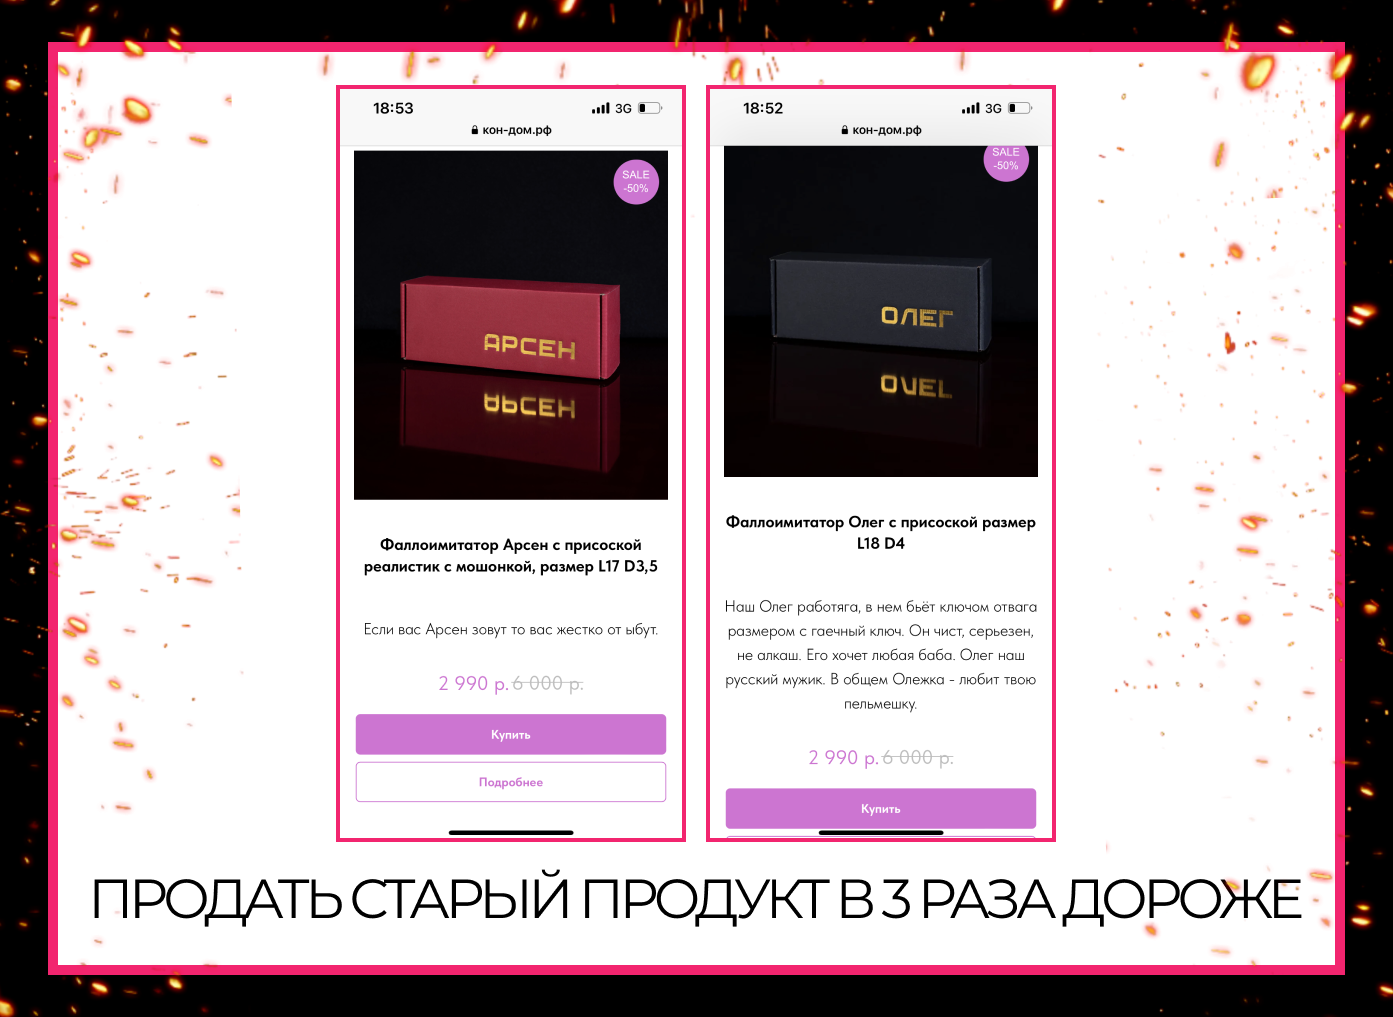 18:53
3G
кон-дом.рф
SALE
-50%
АРСЕН
Фаллоимитатор Арсен с присоской
реалистик с мошонкой, размер L17 D3,5
Если вас Арсен зовут то вас жестко от ыбут.
2 990 р. 6 000 р.
Купить
Подробнее
18:52
3G
кон-дом.рф
SALE
-50%
ОЛЕГ
Фаллоимитатор Олег с присоской размер
L18 D4
Наш Олег работяга, в нем бьёт ключом отвага
размером с гаечный ключ. Он чист, серьезен,
не алкаш. Его хочет любая баба. Олег наш
русский мужик. В общем Олежка - любит твою
пельмешку.
2 990 р. 6 000 р.
Купить
ПРОДАТЬ СТАРЫЙ ПРОДУКТ В 3 РАЗА ДОРОЖЕ